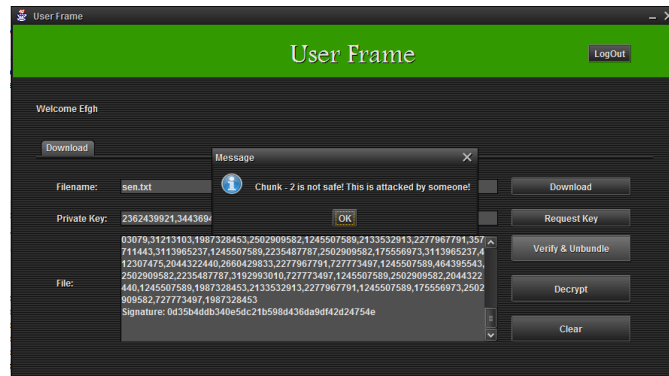 User Frame
User Frame
LogOut
Welcome Efgh
Download
Message
Chunk - 2 is not safe! This is attacked by someone!
OK
Filename:
sen.txt
Download
Private Key:
2362439921,3443694
Request Key
File:
03079,31213103,1987328453,2502909582,1245507589,2133532913,2277967791,357
711443,3113965237,1245507589,2235487787,2502909582,175556973,3113965237,4
12307475,2044322440,2660429833,2277967791,727773497,1245507589,464395543,
2502909582,2235487787,3192993010,727773497,1245507589,2502909582,2044322
440,1245507589,1987328453,2133532913,2277967791,1245507589,175556973,2502
909582,727773497,1987328453
Signature: 0d35b4ddb340e5dc21b598d436da9df42d24754e
Verify & Unbundle
Decrypt
Clear